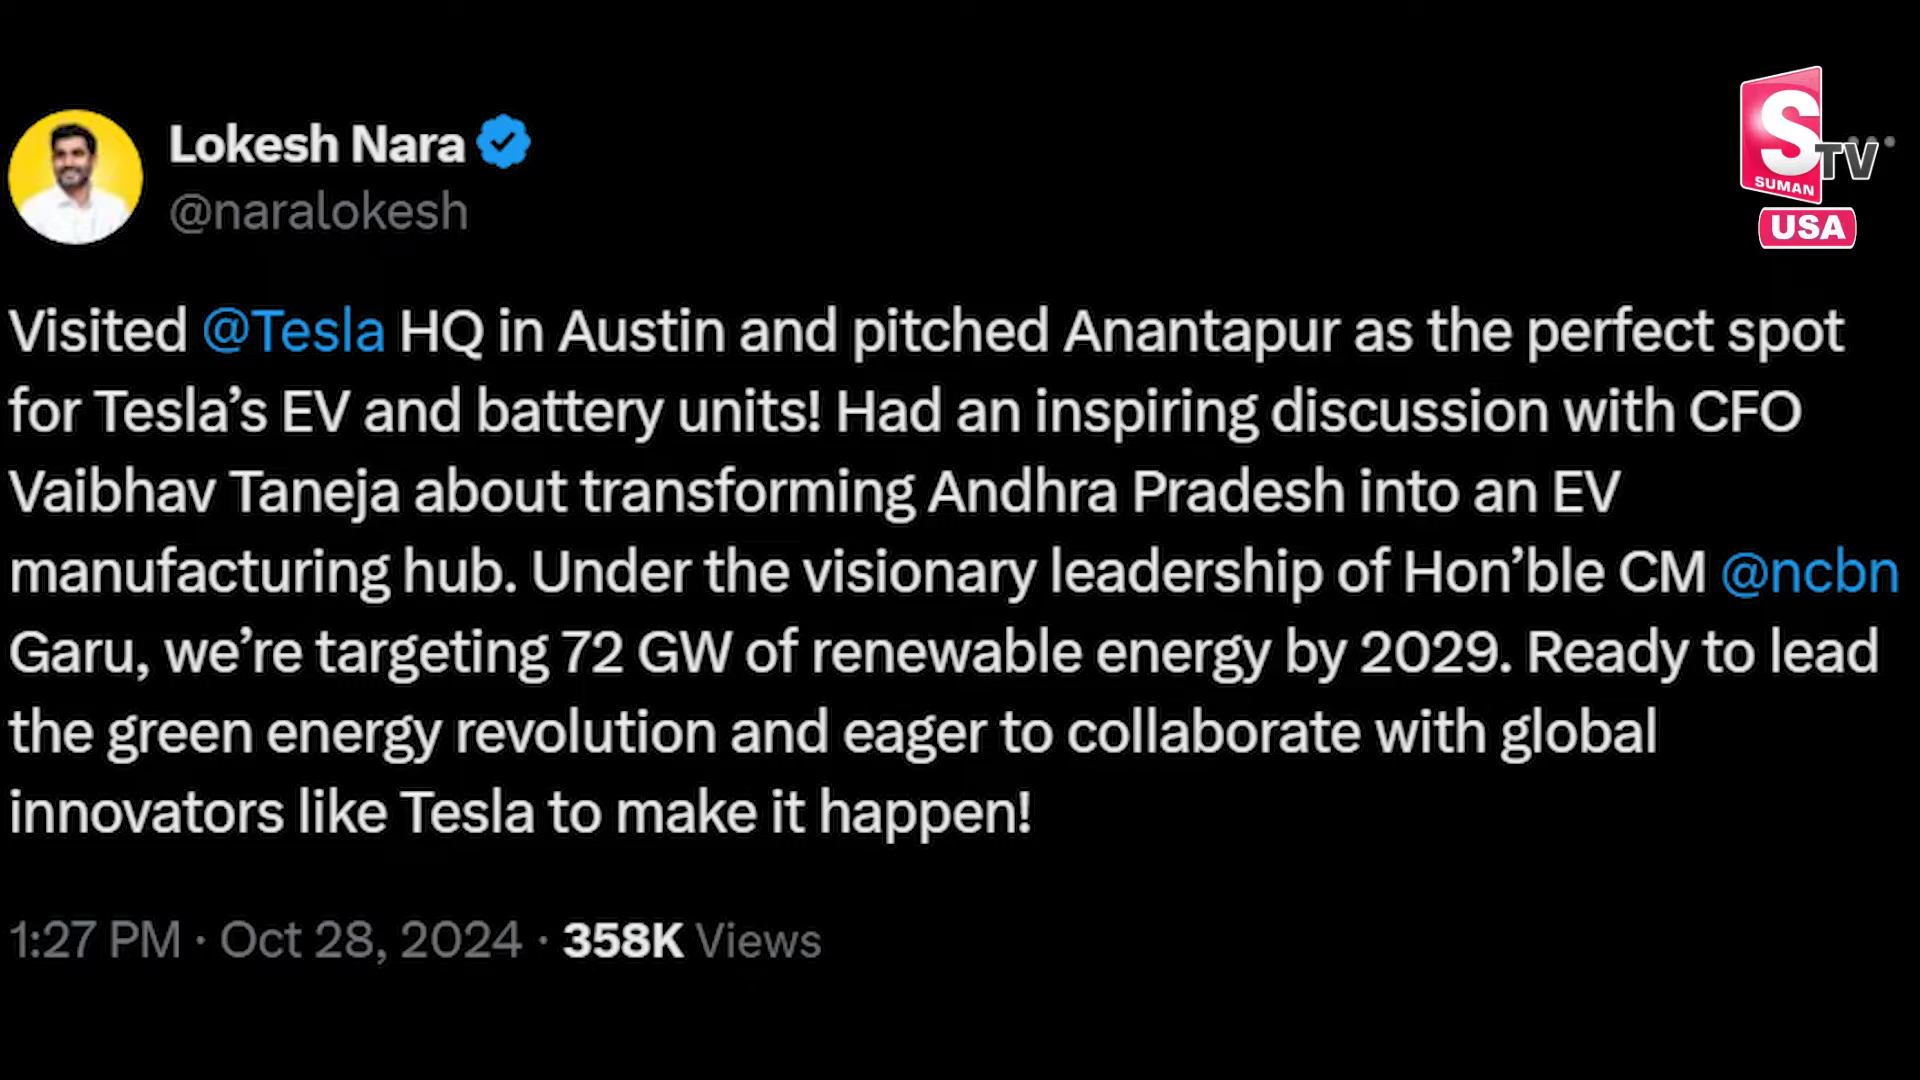 Lokesh Nara
@naralokesh
S
TV
SUMAN
USA
Visited @Tesla HQ in Austin and pitched Anantapur as the perfect spot
for Tesla’s EV and battery units! Had an inspiring discussion with CFO
Vaibhav Taneja about transforming Andhra Pradesh into an EV
manufacturing hub. Under the visionary leadership of Hon’ble CM @ncbn
Garu, we’re targeting 72 GW of renewable energy by 2029. Ready to lead
the green energy revolution and eager to collaborate with global
innovators like Tesla to make it happen!
1:27 PM · Oct 28, 2024 · 358K Views